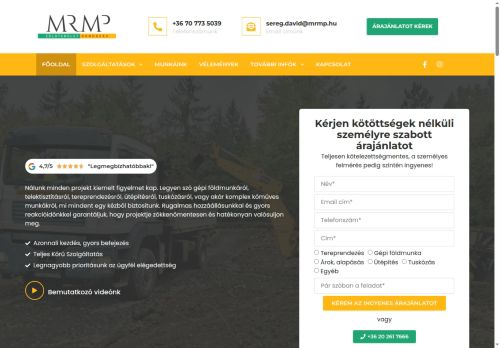 MRMP
+36 70 773 5039
Telefonszámunk
sereg.david@mrmp.hu
Email címünk
ÁRAJÁNLATOT KÉREK
FŐOLDAL
SZOLGÁLTATÁSOK
MUNKÁINK
VÉLEMÉNYEK
TOVÁBBI INFÓK
KAPCSOLAT
4,7/5 ★★★★★ "Legmegbízhatóbbak!"
Nálunk minden projekt kiemelt figyelmet kap. Legyen szó gépi földmunkáról,
telektisztításról, tereprendezésről, útépítésről, tuskózásról, vagy akár komplex kőműves
munkákról, mi mindent egy kézből biztosítunk. Rugalmas hozzáállásunkkal és gyors
reakcióidőnkkel garantáljuk, hogy projektje zökkenőmentesen és hatékonyan valósuljon
meg.
Azonnali kezdés, gyors befejezés
Teljes Körű Szolgáltatás
Legnagyobb prioritásunk az ügyfél elégedettség
Bemutatkozó videónk
Kérjen kötöttségek nélküli
személyre szabott
árajánlatot
Teljesen kötelezettségmentes, a személyes
felmérés pedig szintén ingyenes!
Név*
Email cím*
Telefonszám*
Cím*
Tereprendezés Gépi földmunka
Árok, alapásás Útépítés Tuskózás
Egyéb
Pár szóban a feladat*
KÉREM AZ INGYENES ÁRAJÁNLATOT
vagy
+36 20 261 7666